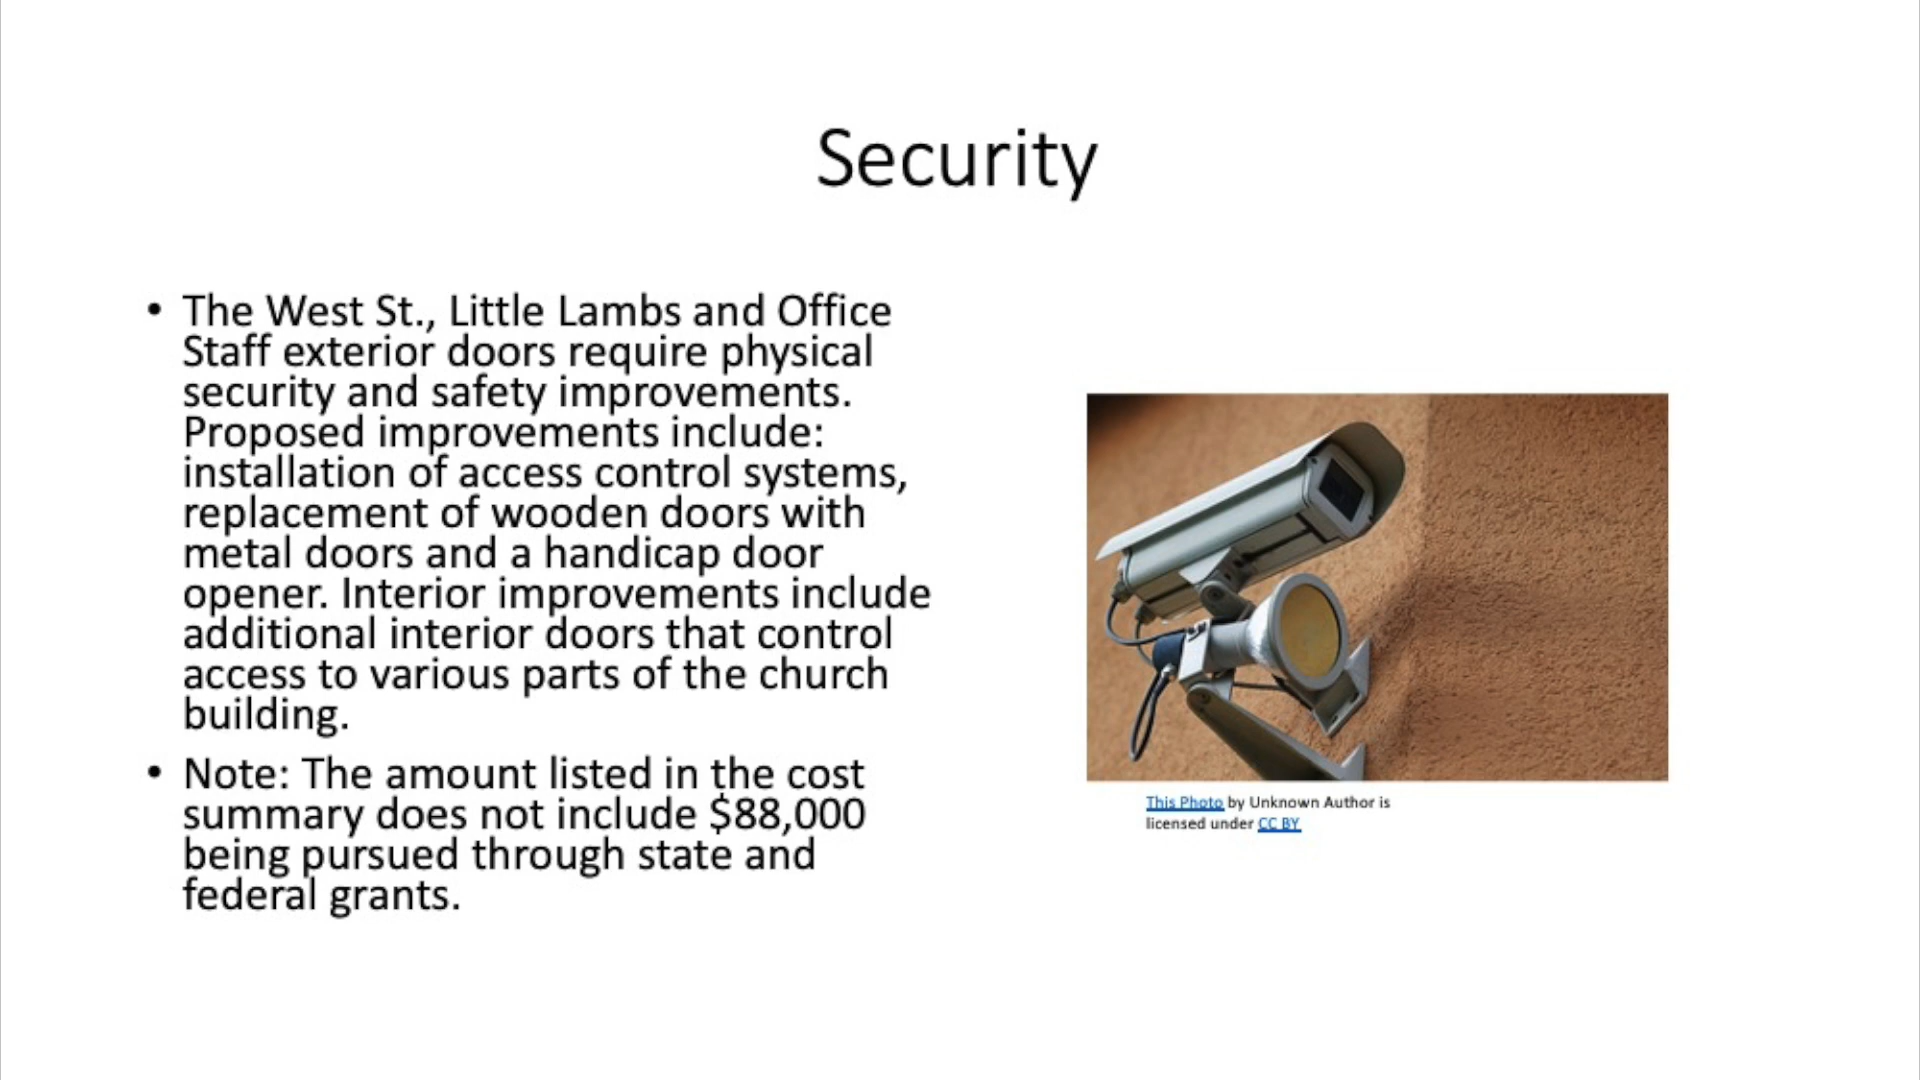 Security
• The West St., Little Lambs and Office
Staff exterior doors require physical
security and safety improvements.
Proposed improvements include:
installation of access control systems,
replacement of wooden doors with
metal doors and a handicap door
opener. Interior improvements include
additional interior doors that control
access to various parts of the church
building.
• Note: The amount listed in the cost
summary does not include $88,000
being pursued through state and
federal grants.
This Photo by Unknown Author is
licensed under CC BY